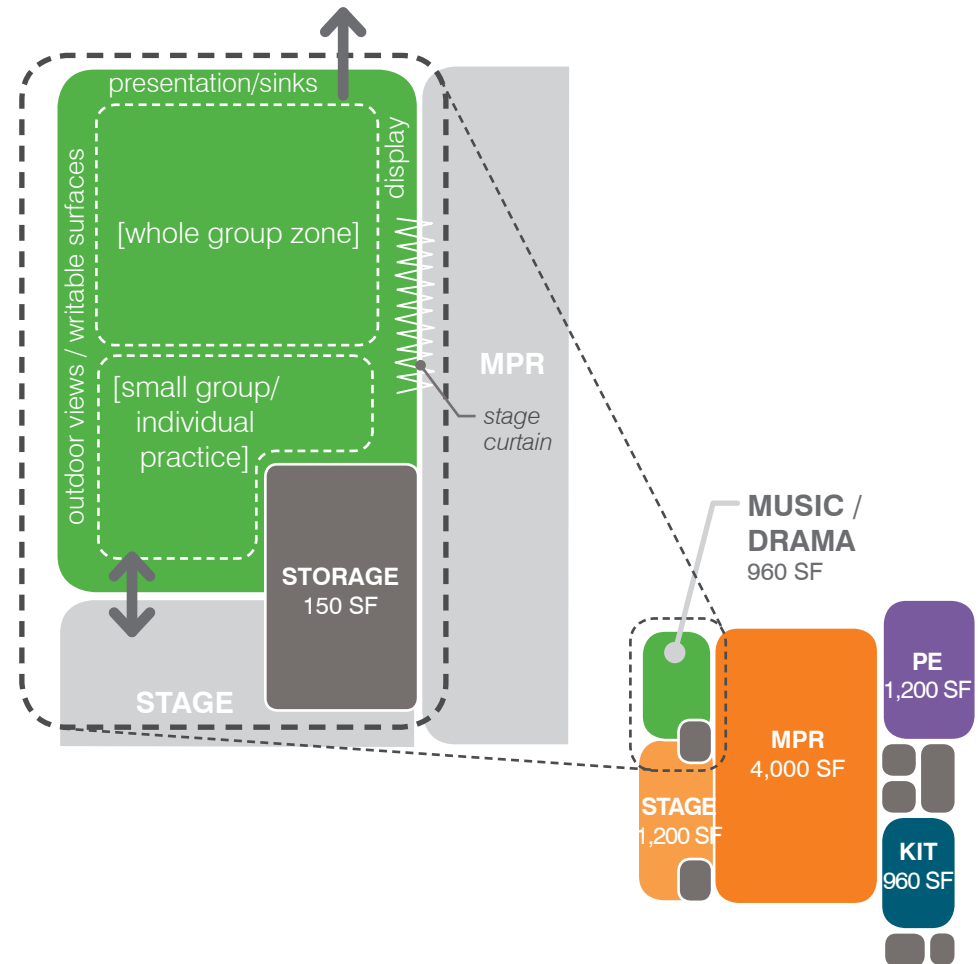 presentation/sinks
display
outdoor views / writable surfaces
[whole group zone]
MPR
[small group/
individual
practice]
stage
curtain
STORAGE
150 SF
STAGE
MUSIC /
DRAMA
960 SF
PE
1,200 SF
MPR
4,000 SF
STAGE
1,200 SF
KIT
960 SF